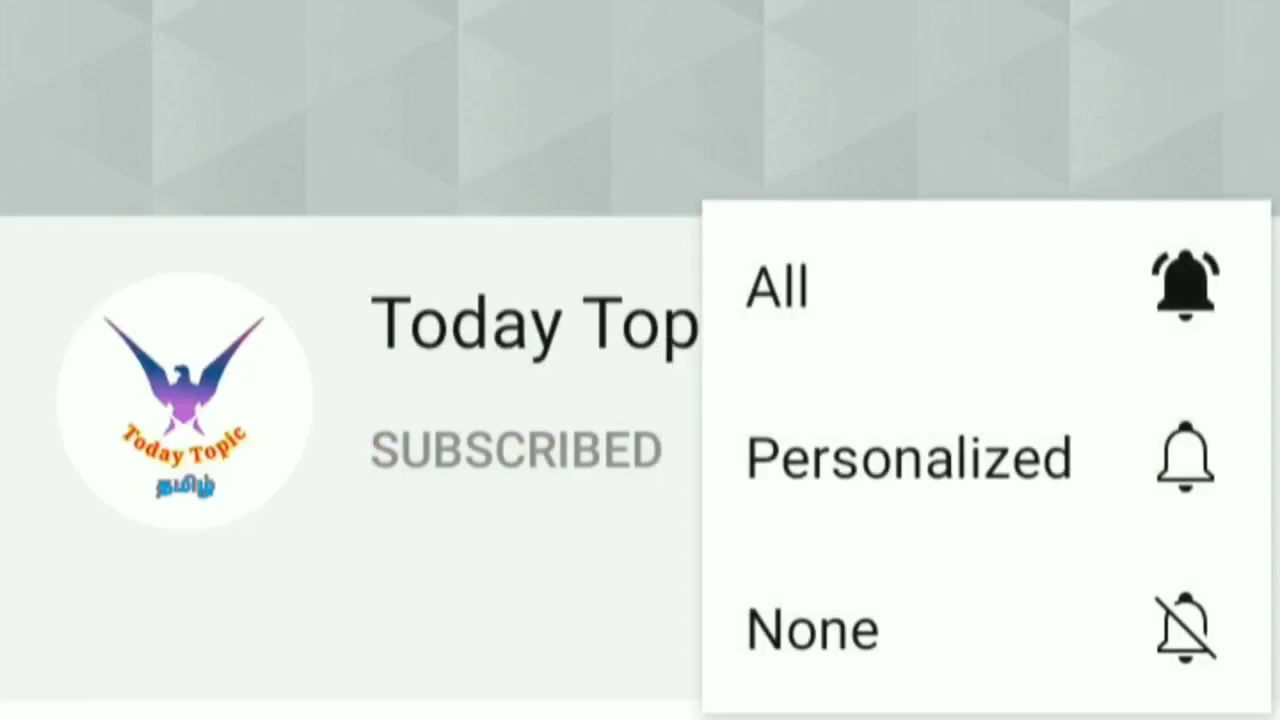 Today Top
SUBSCRIBED
Today Topic
தமிழ்
All
Personalized
None